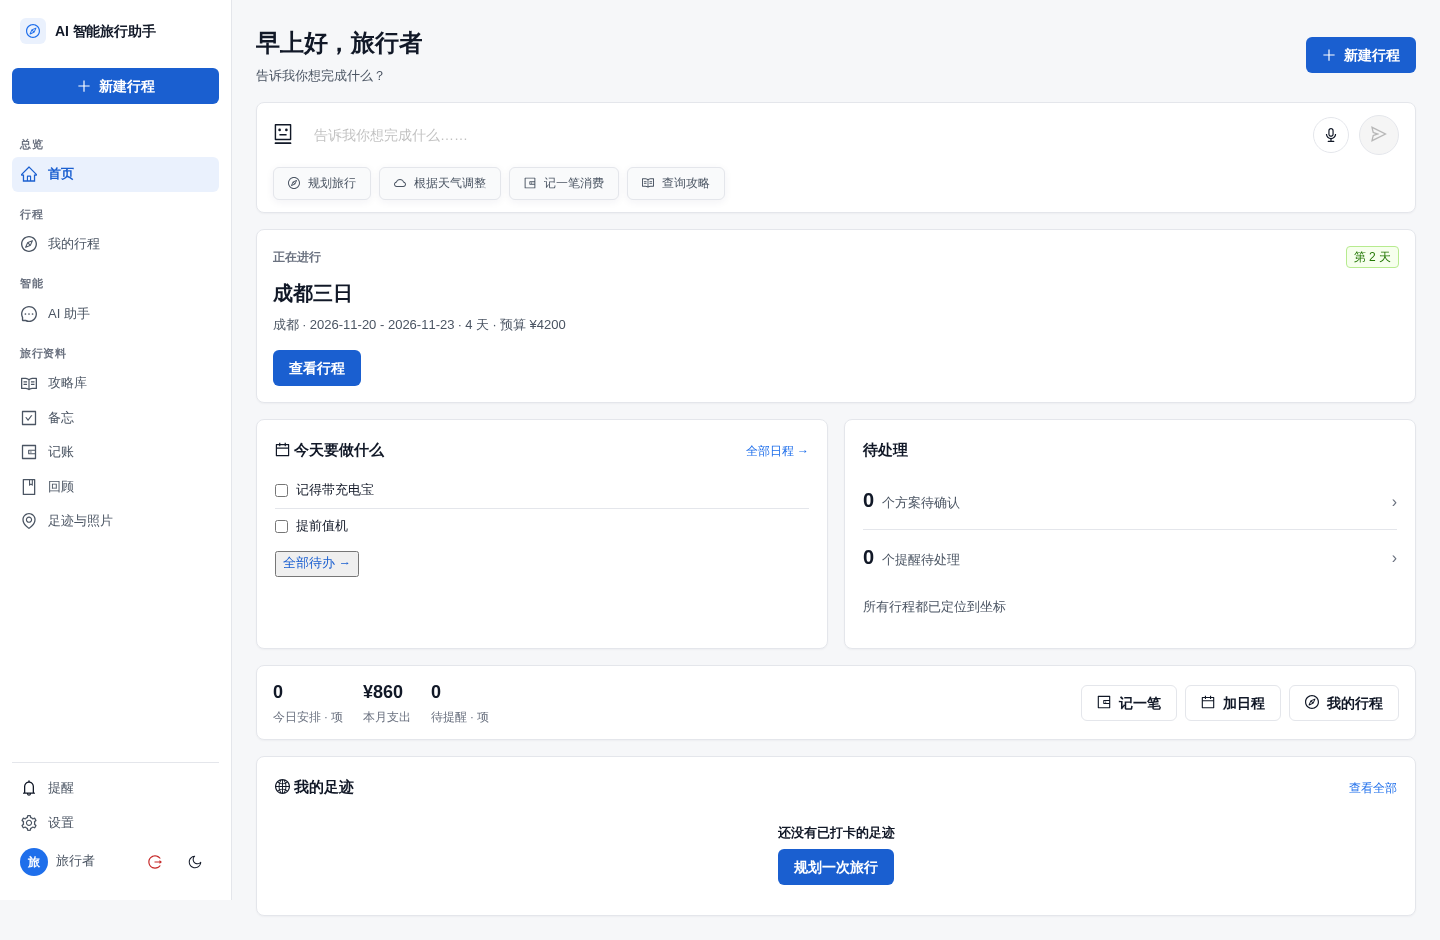 AI 智能旅行助手
新建行程
总览
首页
行程
我的行程
智能
AI 助手
旅行资料
攻略库
备忘
记账
回顾
足迹与照片
提醒
设置
旅 旅行者
早上好，旅行者
告诉我你想完成什么？
新建行程
告诉我你想完成什么……
规划旅行 根据天气调整 记一笔消费 查询攻略
正在进行
第 2 天
成都三日
成都 · 2026-11-20 - 2026-11-23 · 4 天 · 预算 ¥4200
查看行程
今天要做什么
全部日程 →
记得带充电宝
提前值机
全部待办 →
待处理
0 个方案待确认 ›
0 个提醒待处理 ›
所有行程都已定位到坐标
0 ¥860 0
今日安排 · 项 本月支出 待提醒 · 项
记一笔 加日程 我的行程
我的足迹
查看全部
还没有已打卡的足迹
规划一次旅行